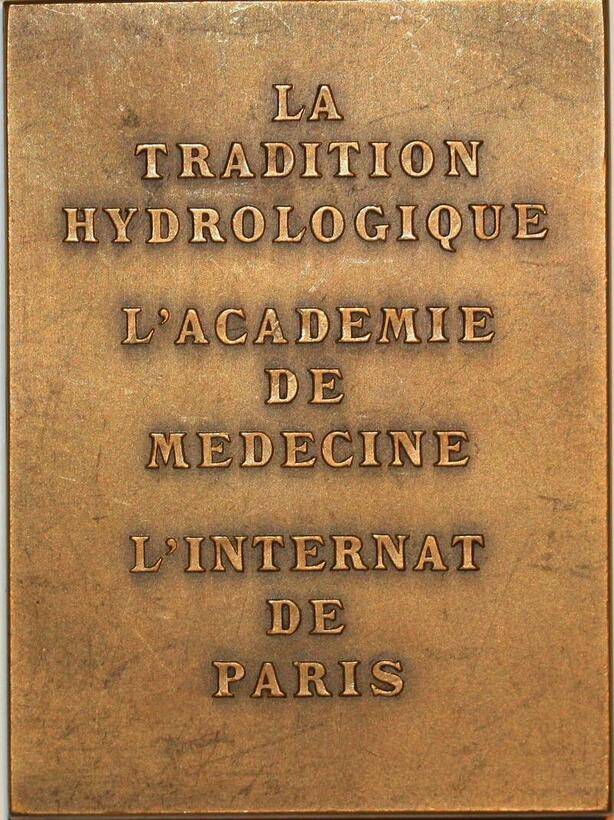 LA
TRADITION
HYDROLOGIQUE
L'ACADEMIE
DE
MEDECINE
L'INTERNAT
DE
PARIS